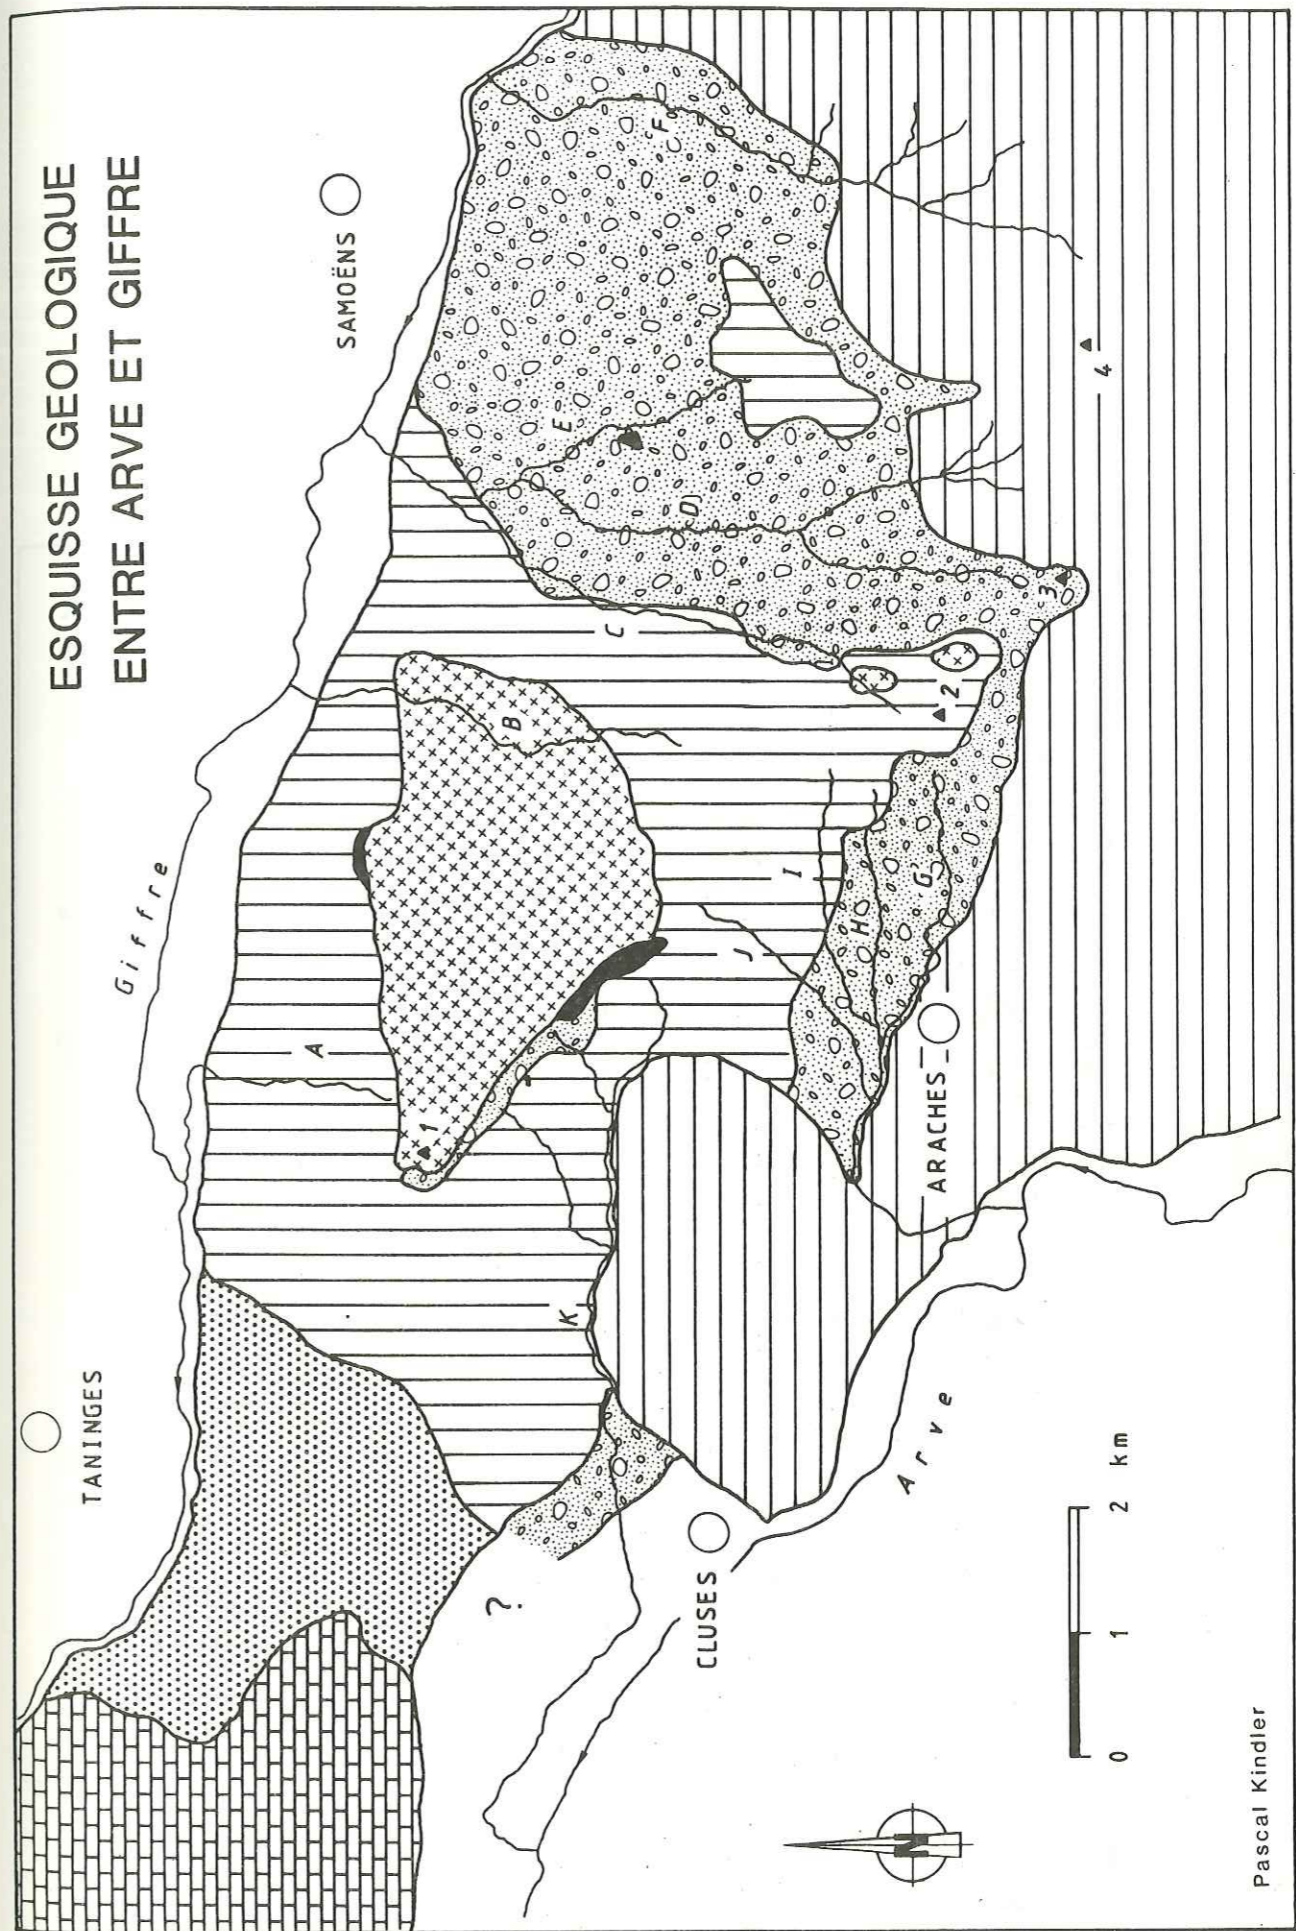 ESQUISSE GEOLOGIQUE
ENTRE ARVE ET GIFFRE
TANINGES
SAMOËNS
Giffre
A
1
B
C
E
F
D
K
J
I
H
G
2
3
4
?
CLUSES
ARACHES
Arve
N
0 1 2 km
Pascal Kindler